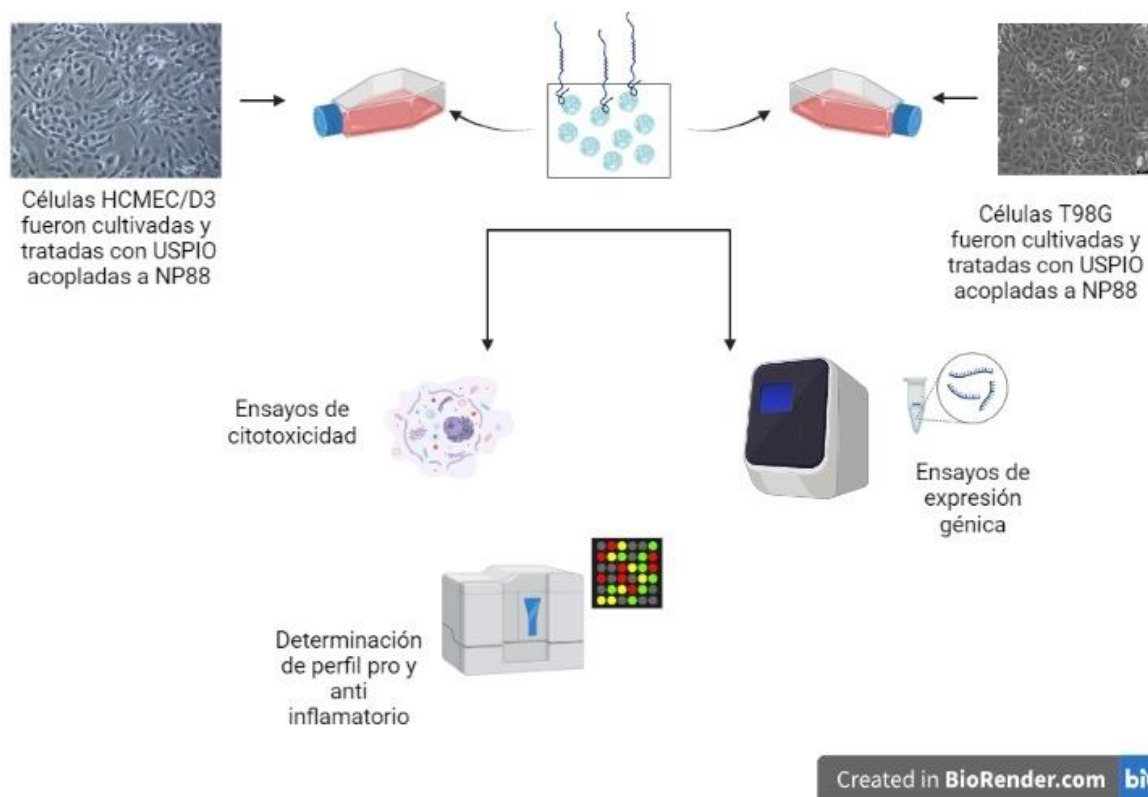 Células HCMEC/D3
fueron cultivadas y
tratadas con USPIO
acopladas a NP88
Células T98G
fueron cultivadas y
tratadas con USPIO
acopladas a NP88
Ensayos de
citotoxicidad
Ensayos de
expresión
génica
Determinación
de perfil pro y
anti
inflamatorio
Created in BioRender.com bio